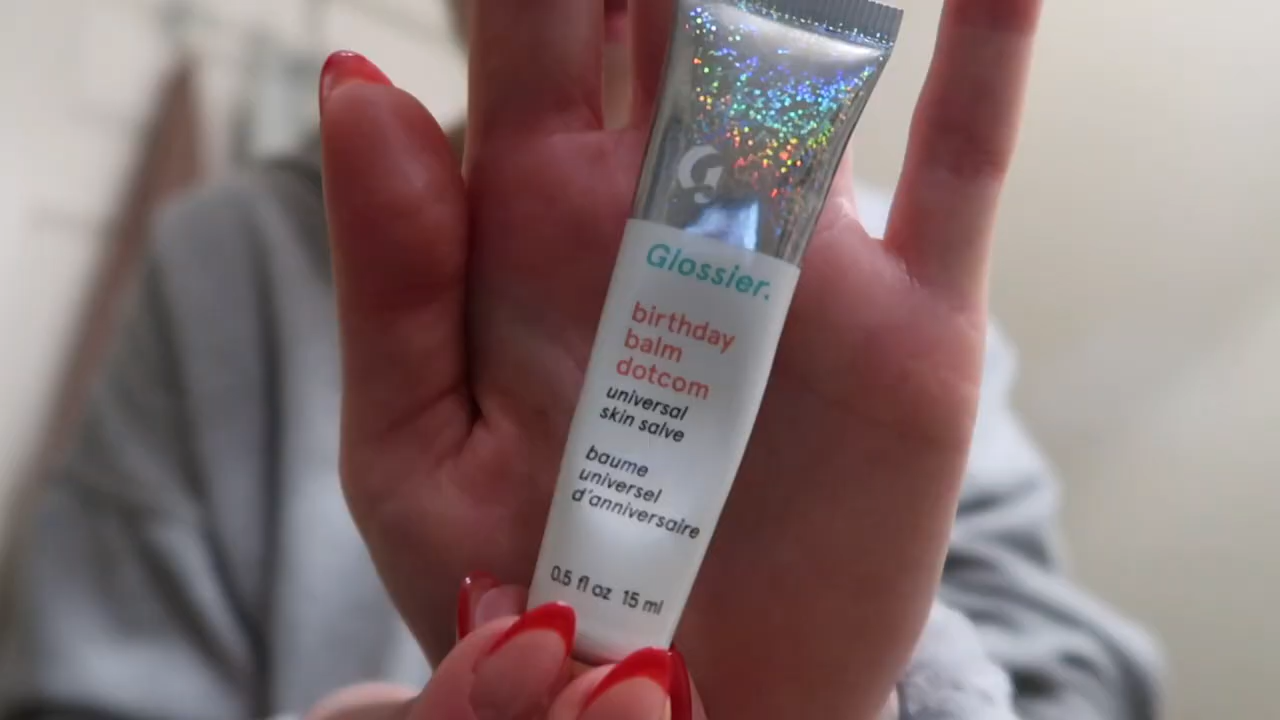 G
Glossier.
birthday
balm
dotcom
universal
skin salve
baume
universel
d'anniversaire
0.5 fl oz 15 ml